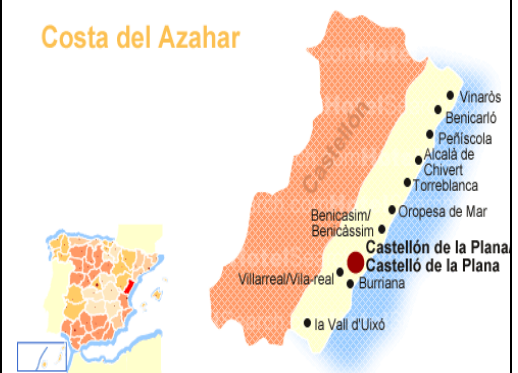 Costa del Azahar
Castellón
Vinaròs
Benicarló
Peñíscola
Alcalà de
Chivert
Torreblanca
Oropesa de Mar
Benicasim/
Benicàssim
Castellón de la Plana/
Castelló de la Plana
Villarreal/Vila-real
Burriana
la Vall d'Uixó